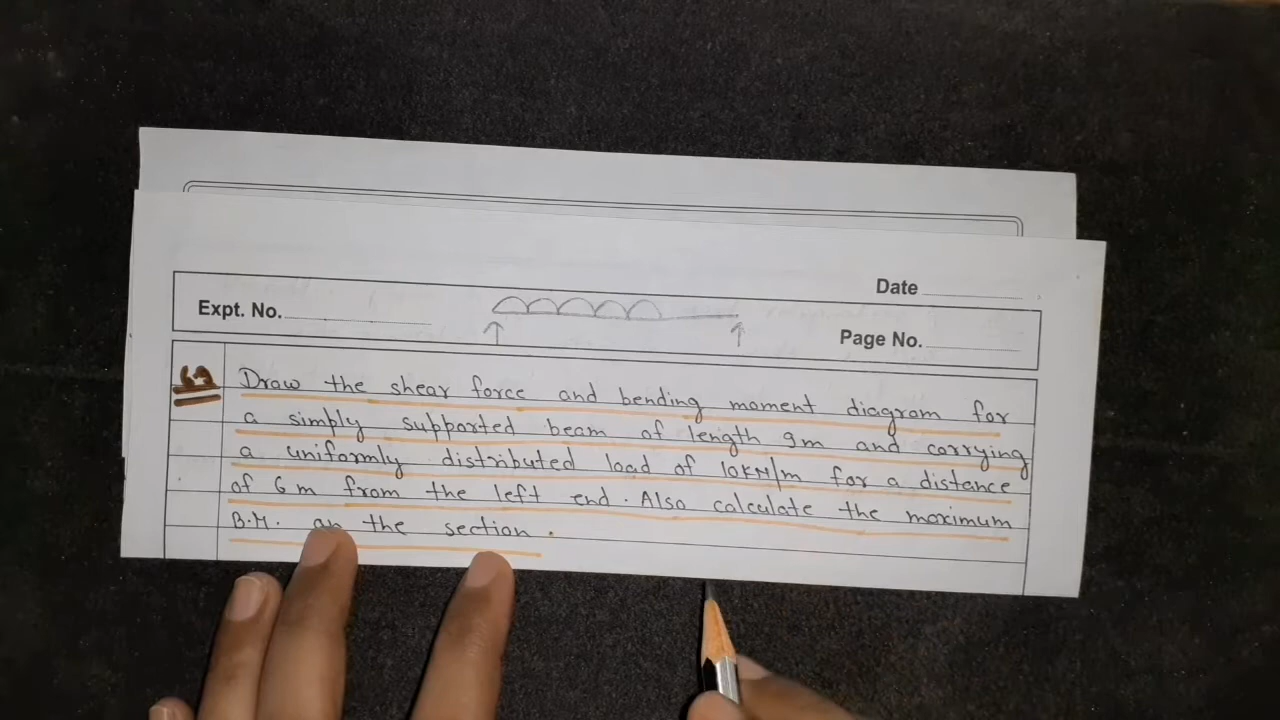 Date
Expt. No.
Page No.
Draw the shear force and bending moment diagram for
a simply supported beam of length 9m and carrying
a uniformly distributed load of 10KN/m for a distance
of 6m from the left end. Also calculate the maximum
B.M. an the section.